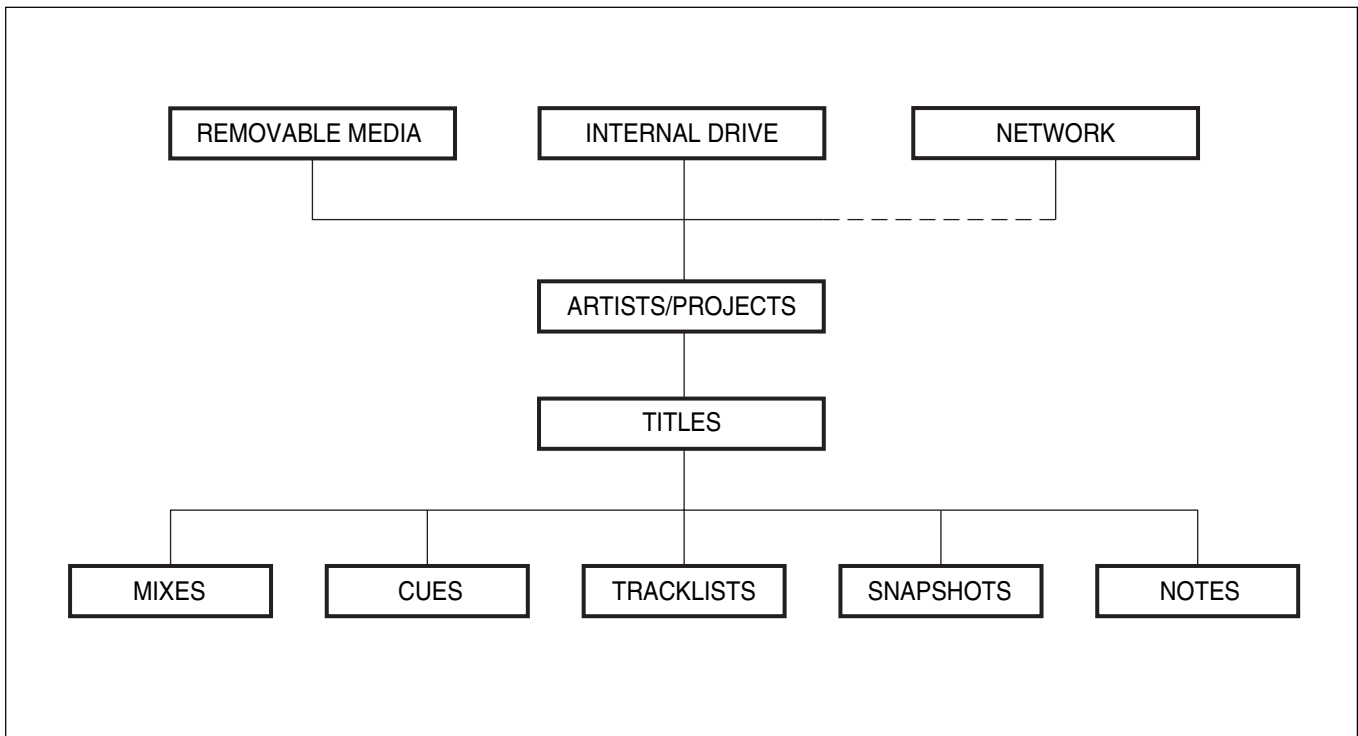 REMOVABLE MEDIA
INTERNAL DRIVE
NETWORK
ARTISTS/PROJECTS
TITLES
MIXES
CUES
TRACKLISTS
SNAPSHOTS
NOTES